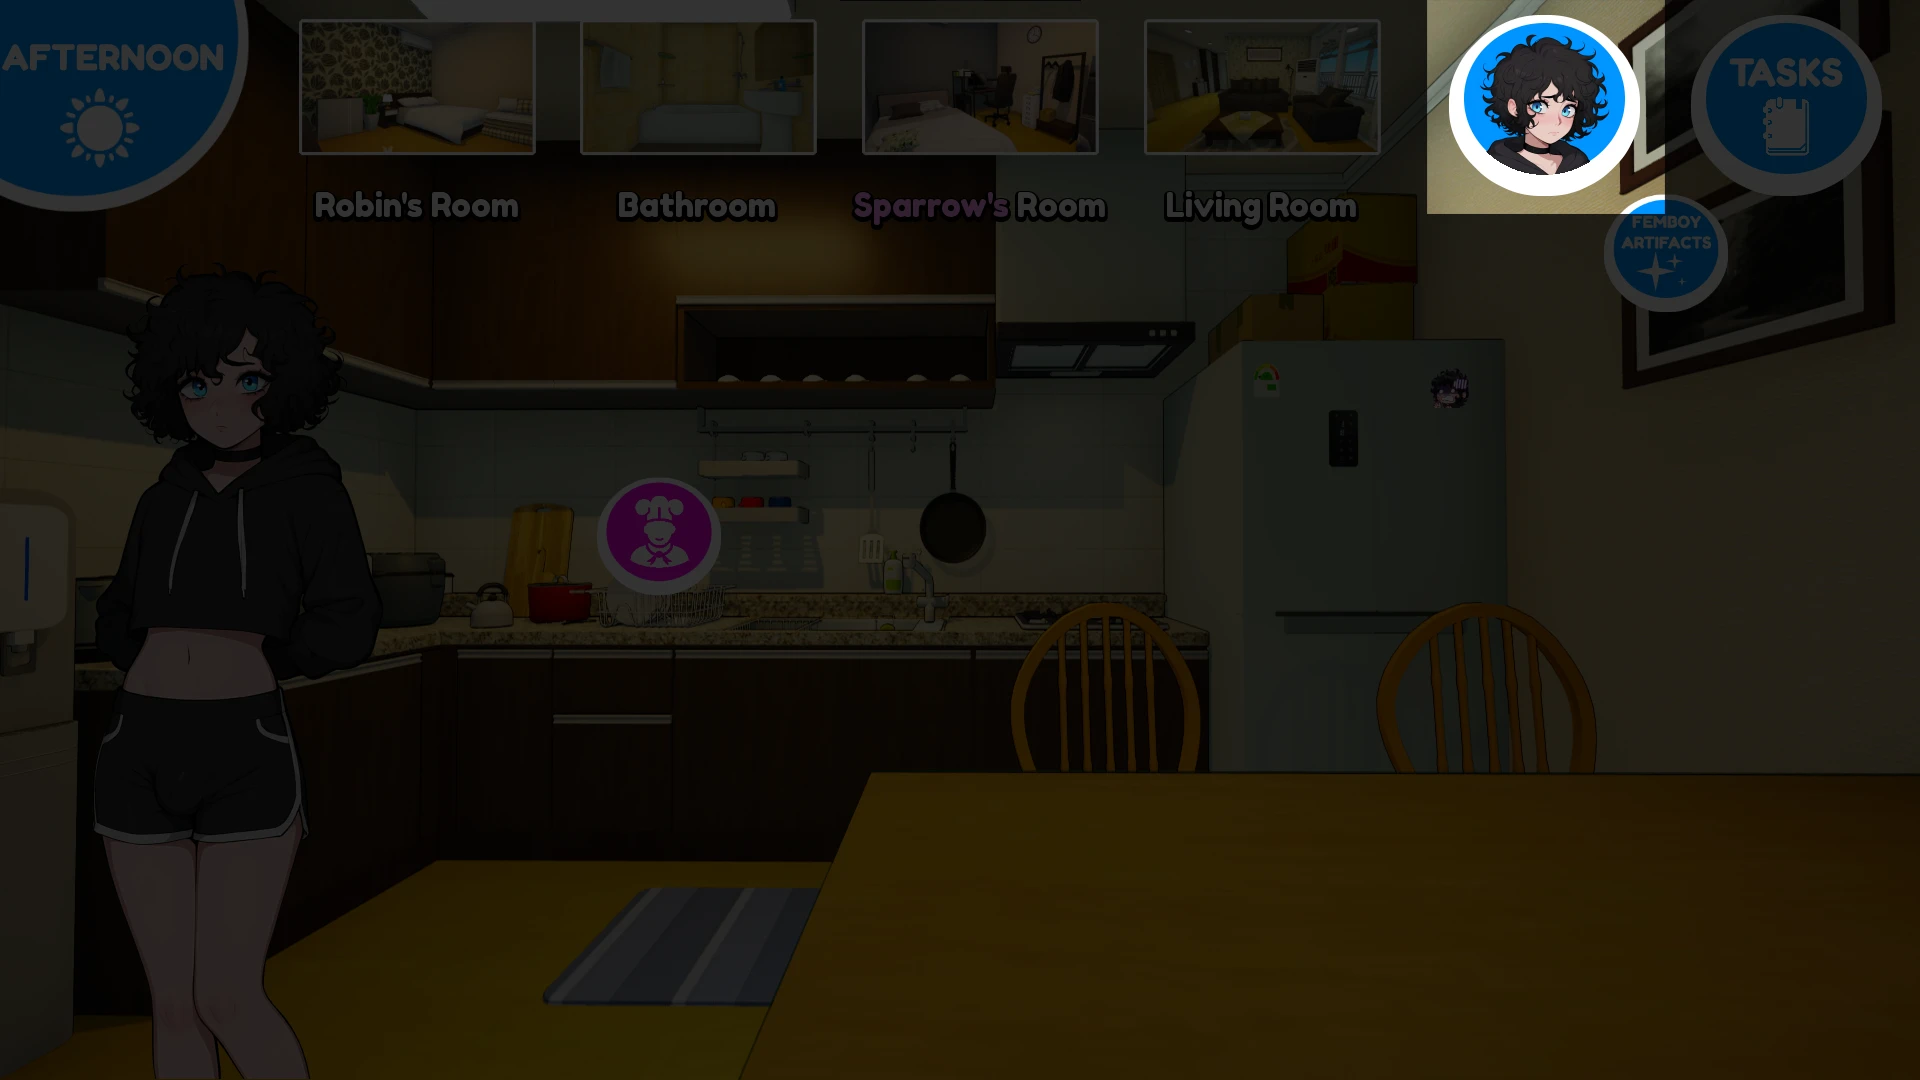 AFTERNOON
Robin's Room
Bathroom
Sparrow's Room
Living Room
TASKS
FEMBOY
ARTIFACTS